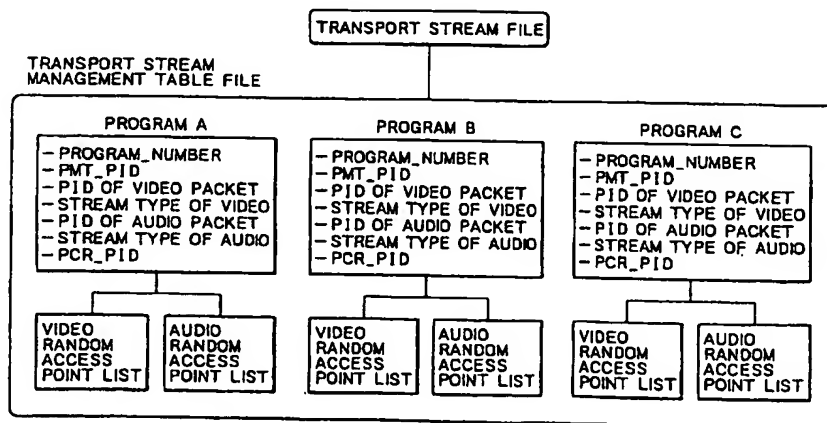 TRANSPORT STREAM FILE
TRANSPORT STREAM
MANAGEMENT TABLE FILE
PROGRAM A
- PROGRAM_NUMBER
- PMT_PID
- PID OF VIDEO PACKET
- STREAM TYPE OF VIDEO
- PID OF AUDIO PACKET
- STREAM TYPE OF AUDIO
- PCR_PID
VIDEO
RANDOM
ACCESS
POINT LIST
AUDIO
RANDOM
ACCESS
POINT LIST
PROGRAM B
- PROGRAM_NUMBER
- PMT_PID
- PID OF VIDEO PACKET
- STREAM TYPE OF VIDEO
- PID OF AUDIO PACKET
- STREAM TYPE OF AUDIO
- PCR_PID
VIDEO
RANDOM
ACCESS
POINT LIST
AUDIO
RANDOM
ACCESS
POINT LIST
PROGRAM C
- PROGRAM_NUMBER
- PMT_PID
- PID OF VIDEO PACKET
- STREAM TYPE OF VIDEO
- PID OF AUDIO PACKET
- STREAM TYPE OF AUDIO
- PCR_PID
VIDEO
RANDOM
ACCESS
POINT LIST
AUDIO
RANDOM
ACCESS
POINT LIST